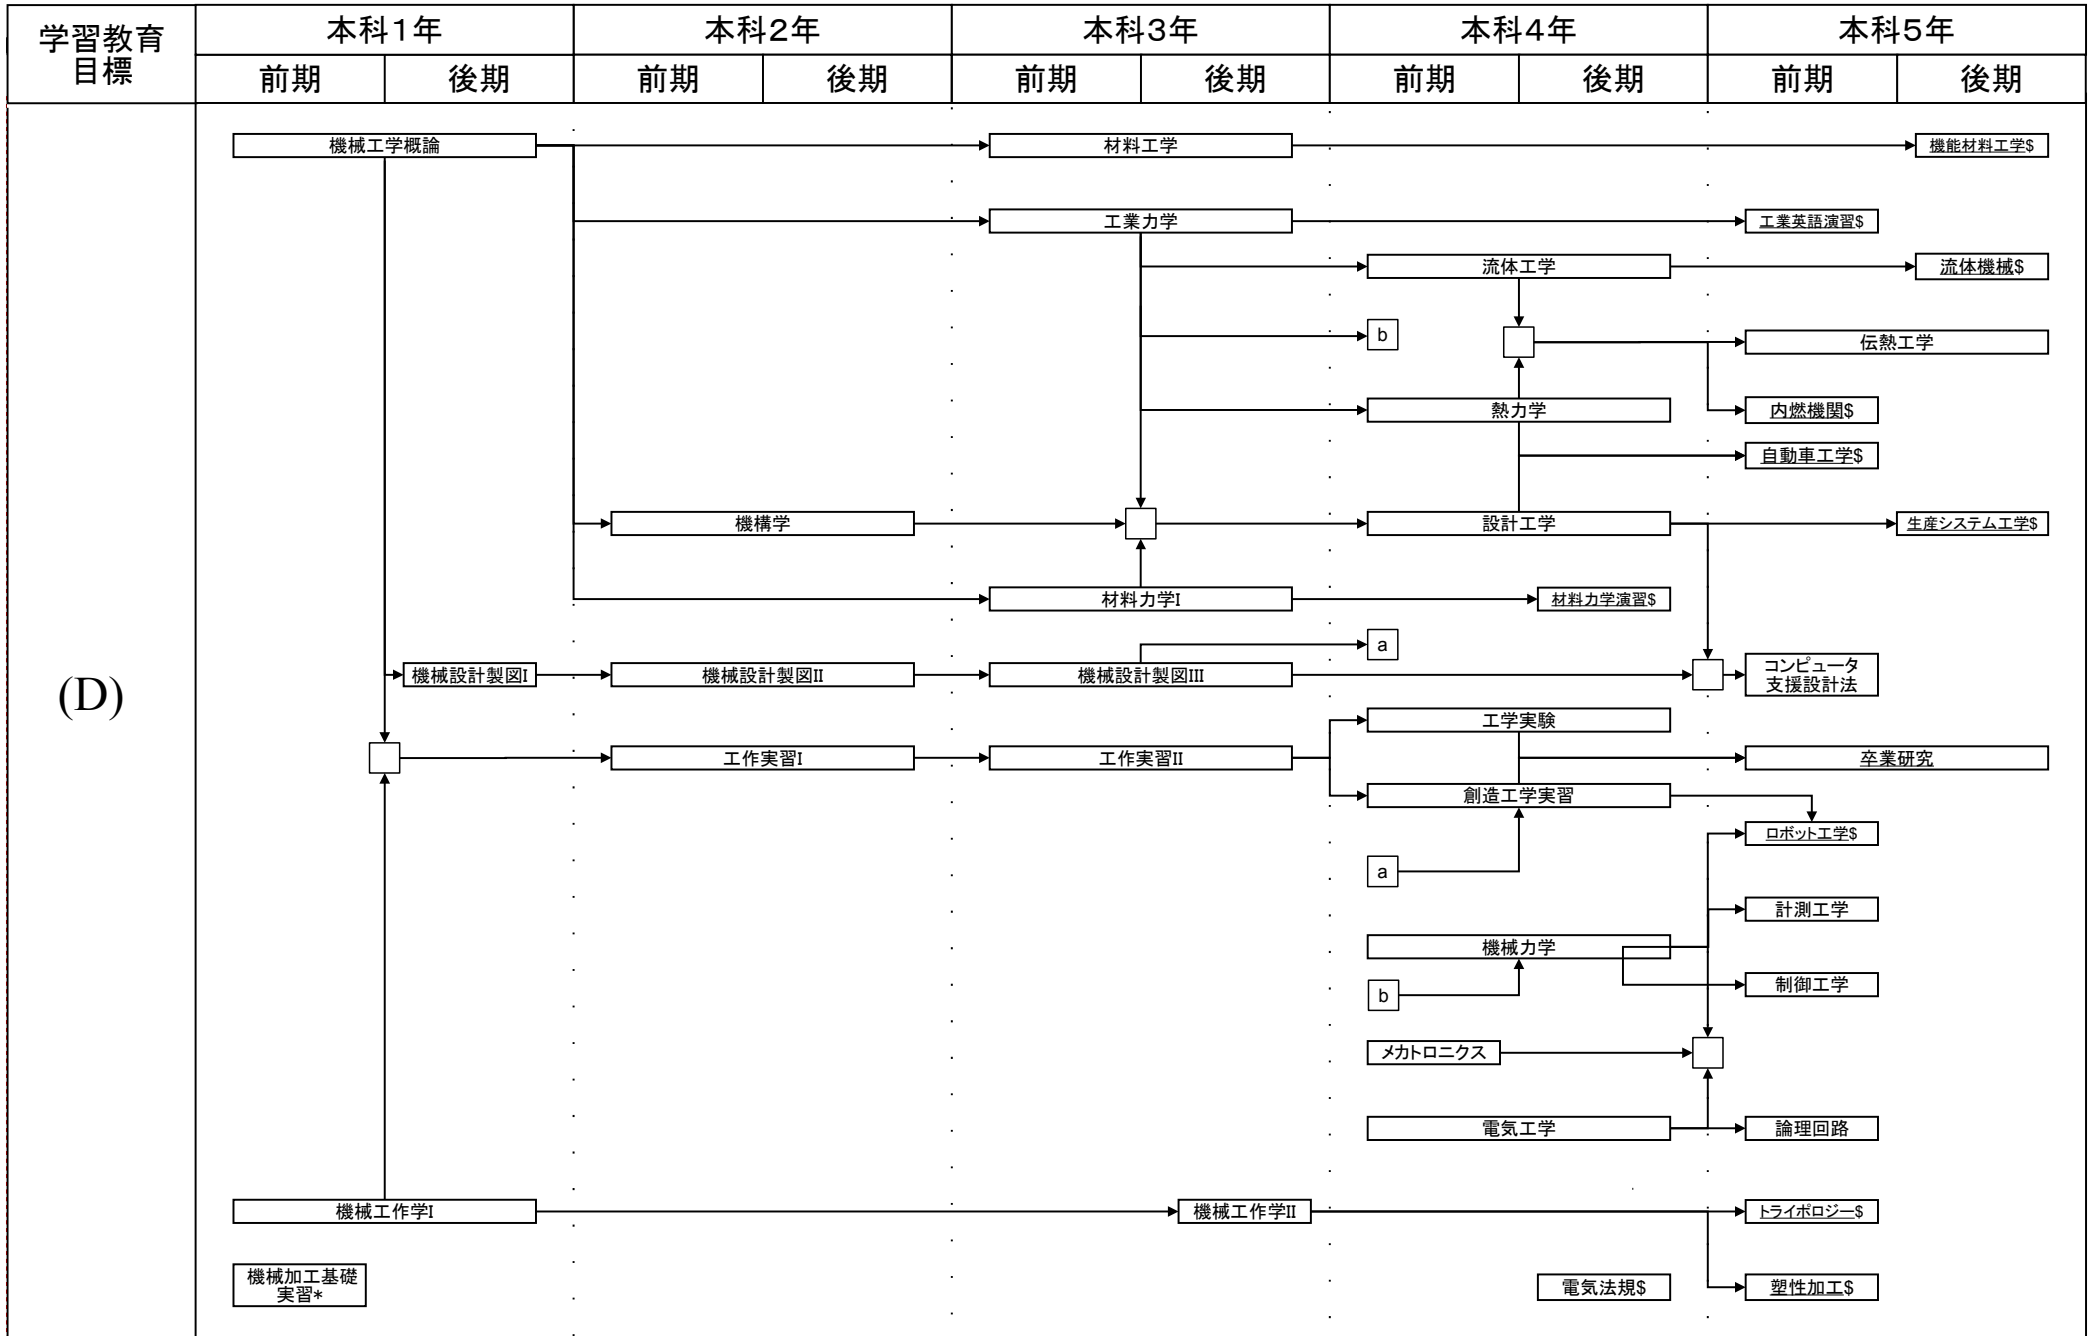 学習教育
目標
本科1年
本科2年
本科3年
本科4年
本科5年
前期
後期
前期
後期
前期
後期
前期
後期
前期
後期
(D)
機械工学概論
材料工学
機能材料工学$
工業力学
工業英語演習$
流体工学
流体機械$
b
伝熱工学
熱力学
内燃機関$
自動車工学$
機構学
設計工学
生産システム工学$
材料力学I
材料力学演習$
a
機械設計製図I
機械設計製図II
機械設計製図III
コンピュータ
支援設計法
工学実験
工作実習I
工作実習II
卒業研究
創造工学実習
ロボット工学$
a
計測工学
機械力学
制御工学
b
メカトロニクス
電気工学
論理回路
機械工作学I
機械工作学II
トライボロジー$
機械加工基礎
実習*
電気法規$
塑性加工$